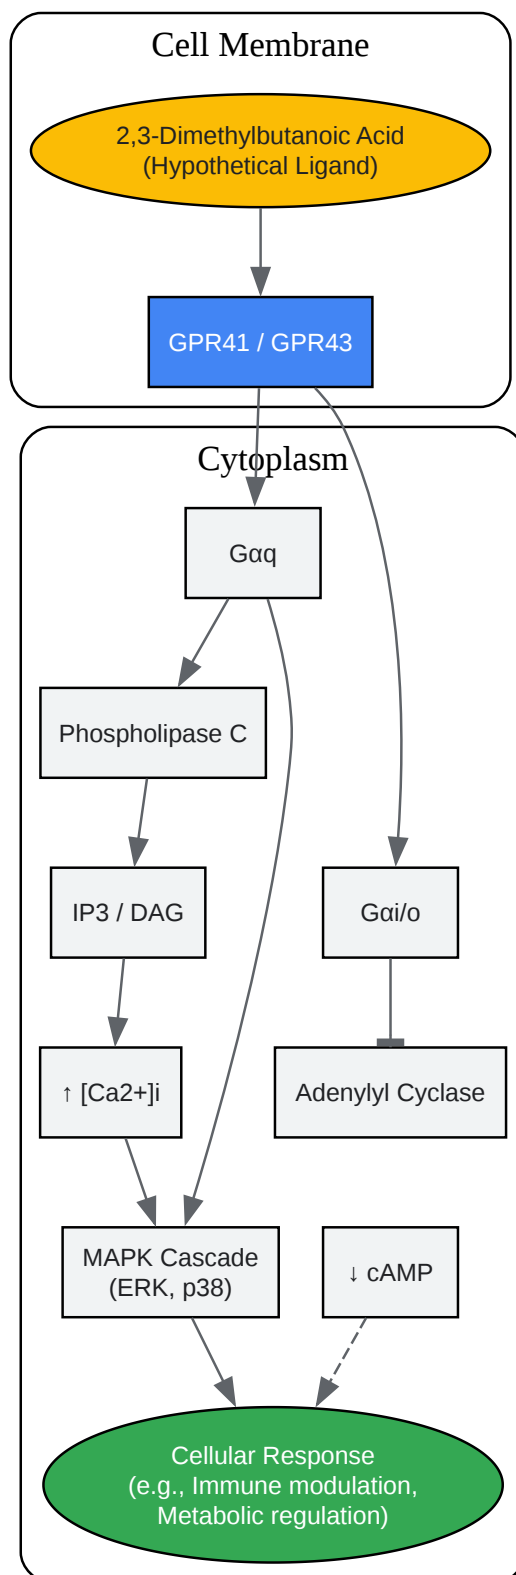 Cell Membrane
2,3-Dimethylbutanoic Acid
(Hypothetical Ligand)
GPR41 / GPR43
Cytoplasm
Gαq
Phospholipase C
IP3 / DAG
Gαi/o
↑ [Ca2+]i
Adenylyl Cyclase
MAPK Cascade
(ERK, p38)
↓ cAMP
Cellular Response
(e.g., Immune modulation,
Metabolic regulation)